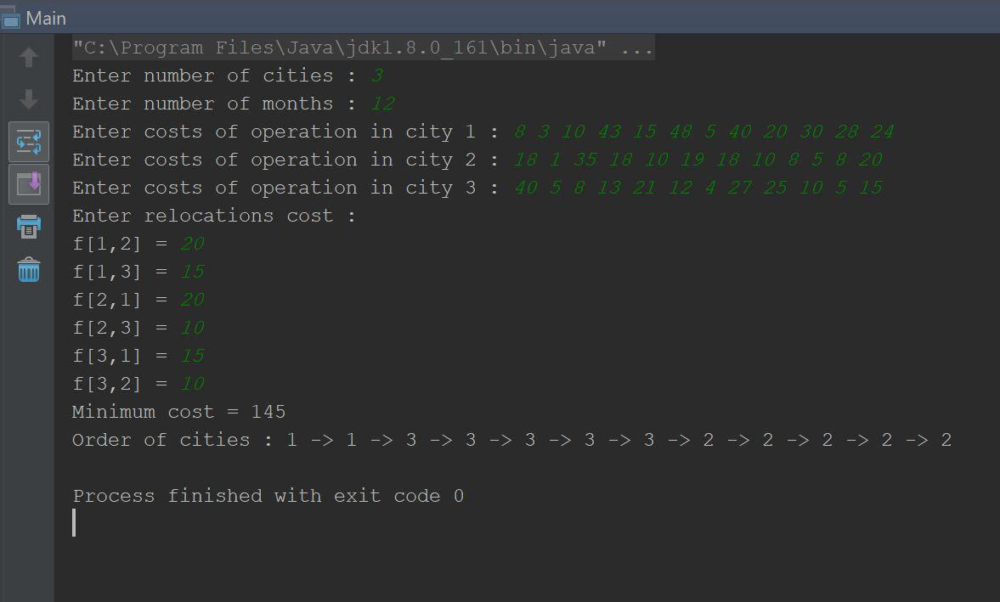 Main
"C:\Program Files\Java\jdk1.8.0_161\bin\java" ...
Enter number of cities : 3
Enter number of months : 12
Enter costs of operation in city 1 : 8 3 10 43 15 48 5 40 20 30 28 24
Enter costs of operation in city 2 : 18 1 35 18 10 19 18 10 8 5 8 20
Enter costs of operation in city 3 : 40 5 8 13 21 12 4 27 25 10 5 15
Enter relocations cost :
f[1,2] = 20
f[1,3] = 15
f[2,1] = 20
f[2,3] = 10
f[3,1] = 15
f[3,2] = 10
Minimum cost = 145
Order of cities : 1 -> 1 -> 3 -> 3 -> 3 -> 3 -> 3 -> 2 -> 2 -> 2 -> 2 -> 2
Process finished with exit code 0